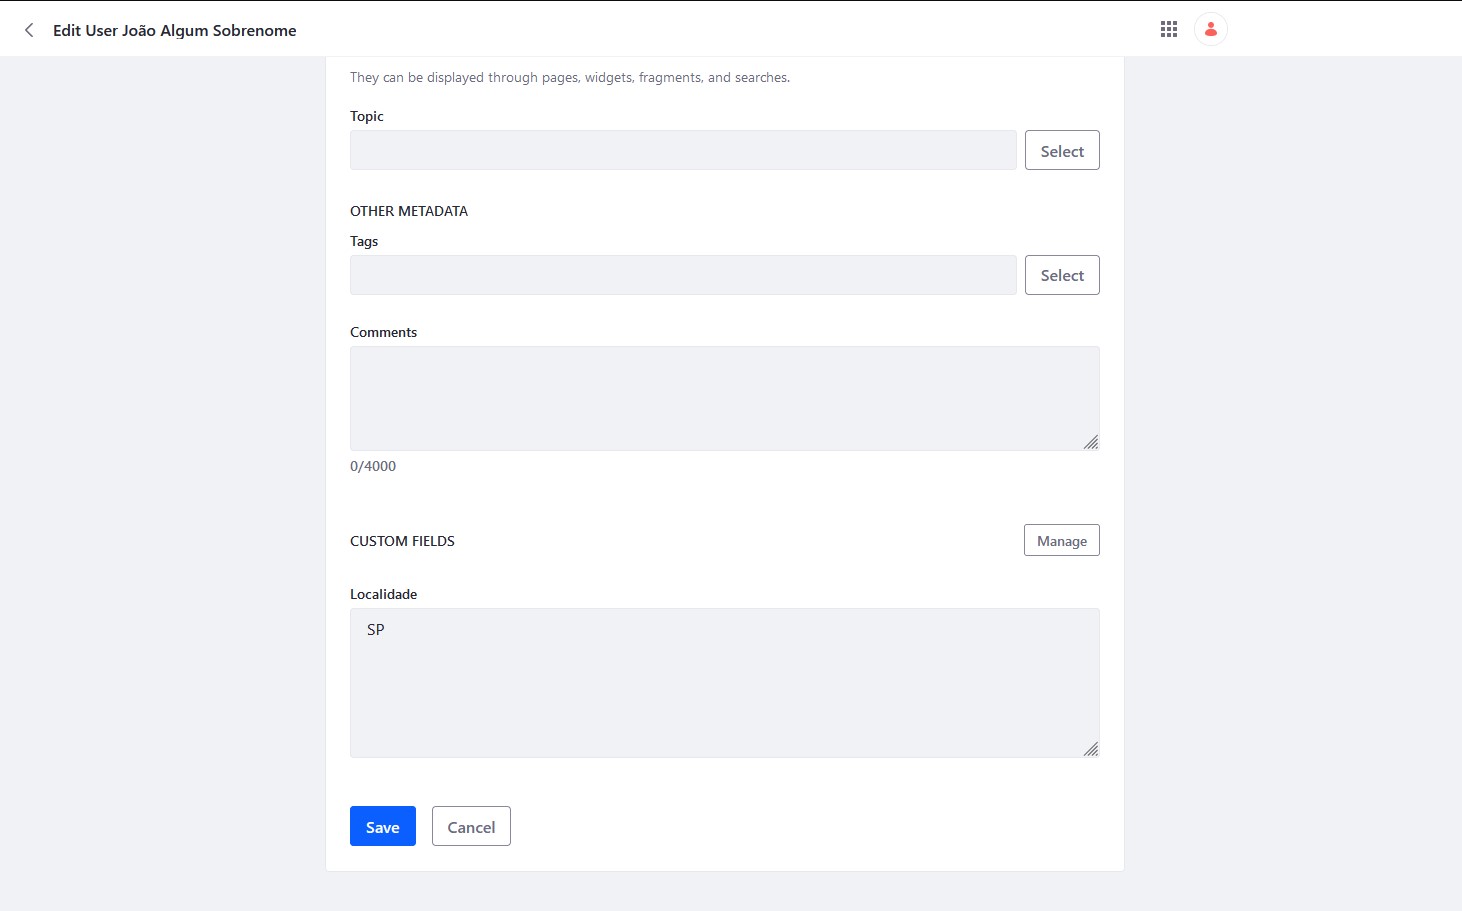 Edit User João Algum Sobrenome
They can be displayed through pages, widgets, fragments, and searches.
Topic
Select
OTHER METADATA
Tags
Select
Comments
0/4000
CUSTOM FIELDS
Manage
Localidade
SP
Save
Cancel